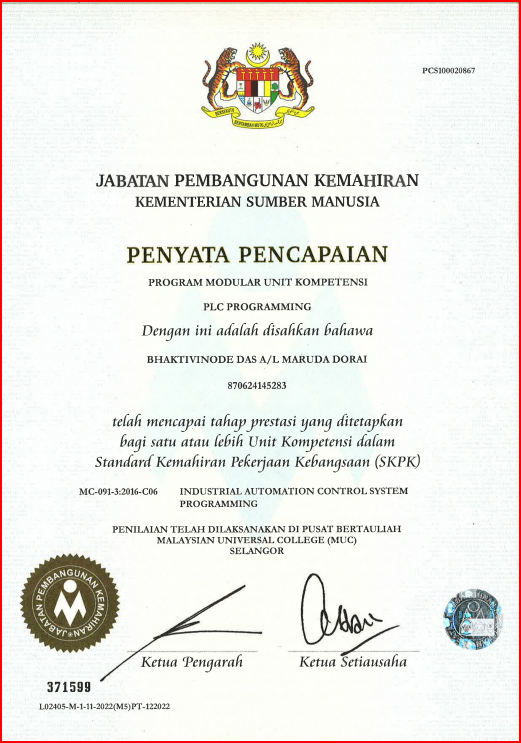 PCS100020867
JABATAN PEMBANGUNAN KEMAHIRAN
KEMENTERIAN SUMBER MANUSIA
PENYATA PENCAPAIAN
PROGRAM MODULAR UNIT KOMPETENSI
PLC PROGRAMMING
Dengan ini adalah disahkan bahawa
BHAKTIVINODE DAS A/L MARUDA DORAI
870624145283
telah mencapai tahap prestasi yang ditetapkan
bagi satu atau lebih Unit Kompetensi dalam
Standard Kemahiran Pekerjaan Kebangsaan (SKPK)
MC-091-3:2016-C06 INDUSTRIAL AUTOMATION CONTROL SYSTEM
PROGRAMMING
PENILAIAN TELAH DILAKSANAKAN DI PUSAT BERTAULIAH
MALAYSIAN UNIVERSAL COLLEGE (MUC)
SELANGOR
JABATAN PEMBANGUNAN KEMAHIRAN
Ketua Pengarah Ketua Setiausaha
371599
L02405-M-1-11-2022(M5)PT-122022